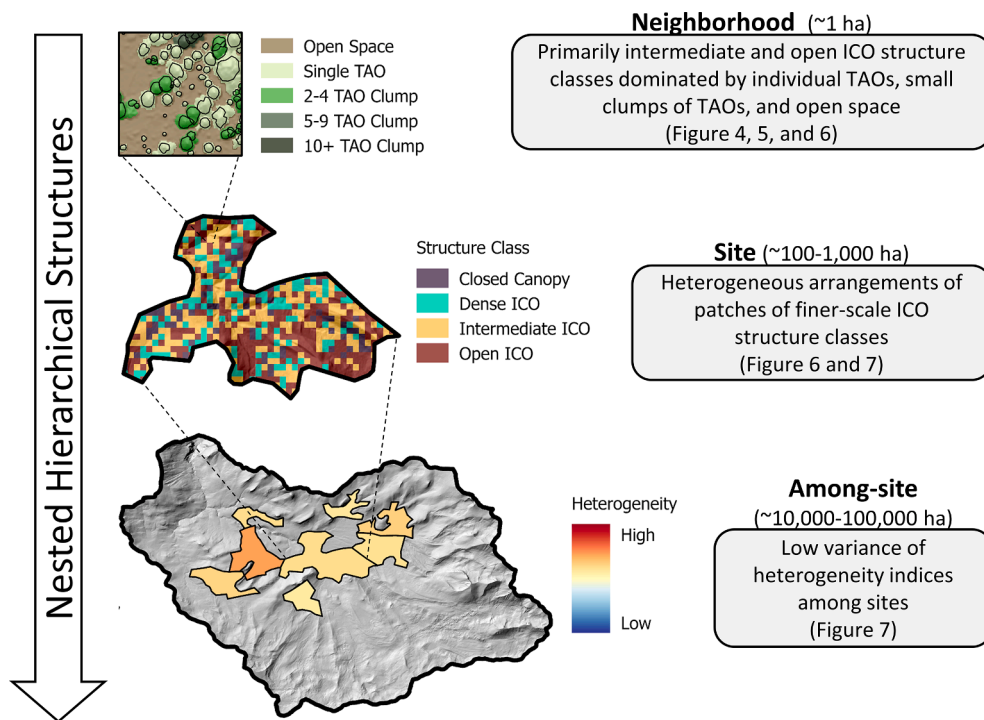 Nested Hierarchical Structures
Open Space
Single TAO
2-4 TAO Clump
5-9 TAO Clump
10+ TAO Clump
Neighborhood (~1 ha)
Primarily intermediate and open ICO structure
classes dominated by individual TAOs, small
clumps of TAOs, and open space
(Figure 4, 5, and 6)
Structure Class
Closed Canopy
Dense ICO
Intermediate ICO
Open ICO
Site (~100-1,000 ha)
Heterogeneous arrangements of
patches of finer-scale ICO
structure classes
(Figure 6 and 7)
Heterogeneity
High
Low
Among-site
(~10,000-100,000 ha)
Low variance of
heterogeneity indices
among sites
(Figure 7)